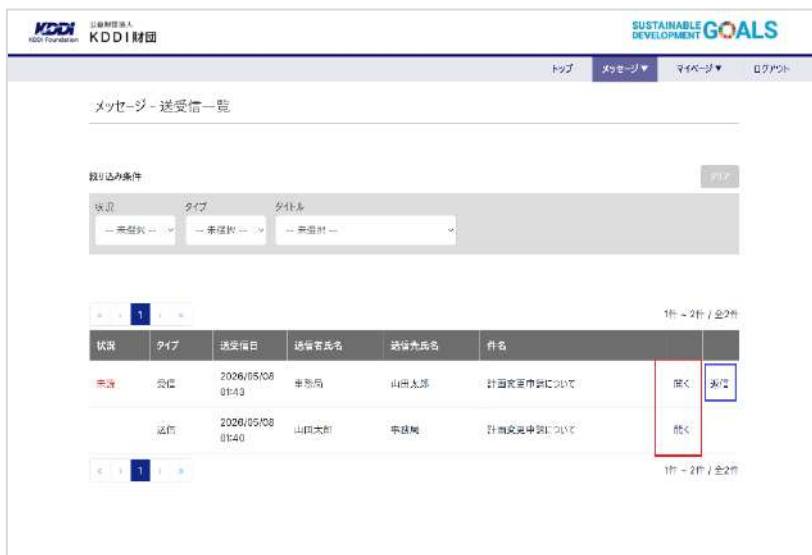 KDDI
KDDI Foundation
公益財団法人
KDDI財団
SUSTAINABLE
DEVELOPMENT GOALS
トップ メッセージ▼ マイページ▼ ログアウト
メッセージ - 送受信一覧
絞り込み条件 クリア
状況 タイプ タイトル
-- 未選択 -- -- 未選択 -- -- 未選択 --
« ‹ 1 › » 1件 ~ 2件 / 全2件
状況 タイプ 送受信日 送信者氏名 送信先氏名 件名
未読 受信 2026/05/08 01:43 事務局 山田太郎 計画変更申請について 開く 返信
送信 2026/05/08 01:40 山田太郎 事務局 計画変更申請について 開く
« ‹ 1 › » 1件 ~ 2件 / 全2件